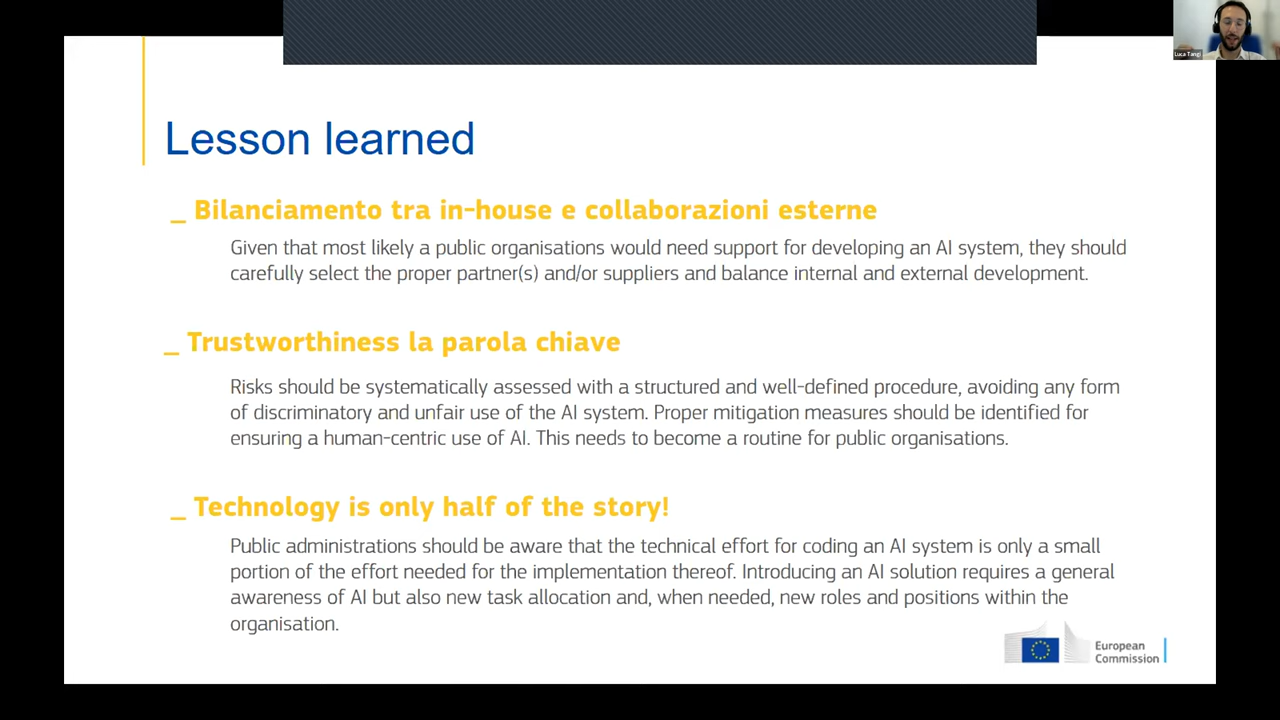 Luca Tangi
Lesson learned
_ Bilanciamento tra in-house e collaborazioni esterne
Given that most likely a public organisations would need support for developing an AI system, they should
carefully select the proper partner(s) and/or suppliers and balance internal and external development.
_ Trustworthiness la parola chiave
Risks should be systematically assessed with a structured and well-defined procedure, avoiding any form
of discriminatory and unfair use of the AI system. Proper mitigation measures should be identified for
ensuring a human-centric use of AI. This needs to become a routine for public organisations.
_ Technology is only half of the story!
Public administrations should be aware that the technical effort for coding an AI system is only a small
portion of the effort needed for the implementation thereof. Introducing an AI solution requires a general
awareness of AI but also new task allocation and, when needed, new roles and positions within the
organisation.
European
Commission